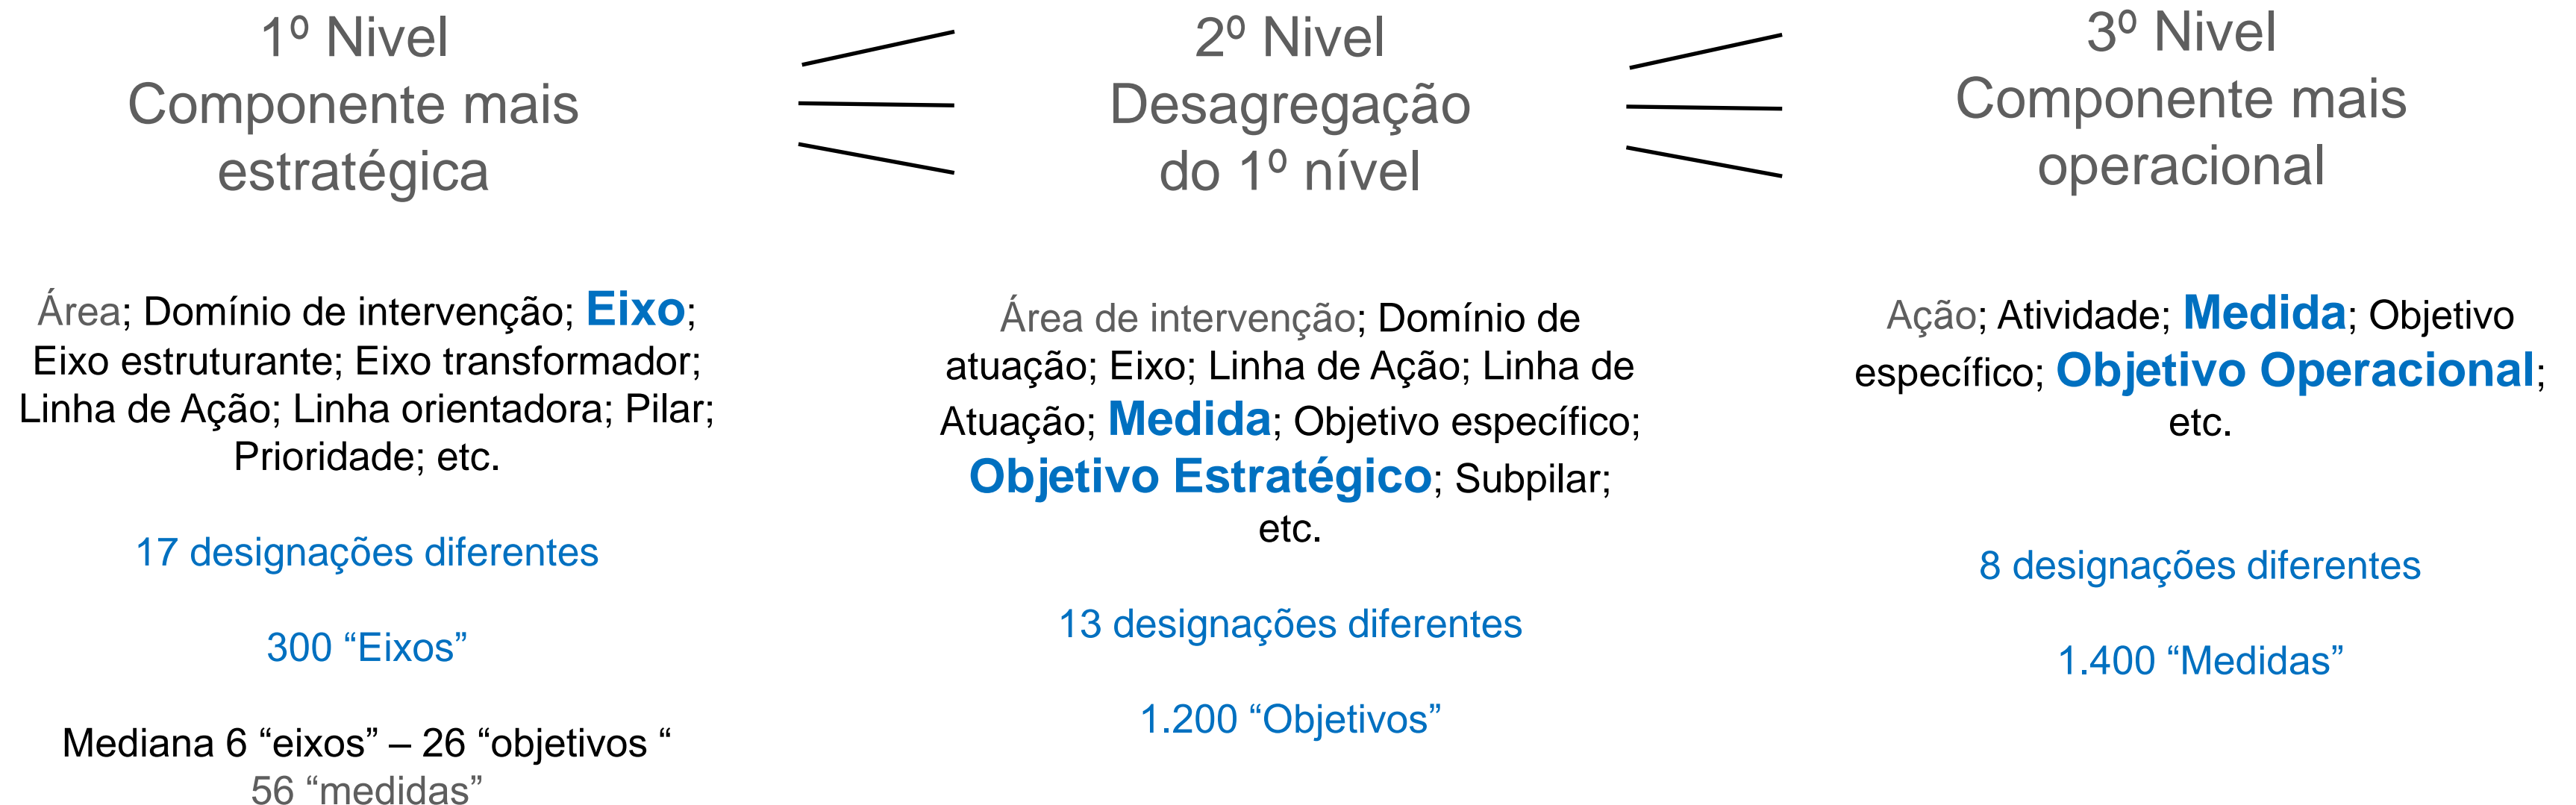 1º Nivel
Componente mais
estratégica
Área; Domínio de intervenção; Eixo;
Eixo estruturante; Eixo transformador;
Linha de Ação; Linha orientadora; Pilar;
Prioridade; etc.
17 designações diferentes
300 “Eixos”
Mediana 6 “eixos” – 26 “objetivos “
56 “medidas”
2º Nivel
Desagregação
do 1º nível
Área de intervenção; Domínio de
atuação; Eixo; Linha de Ação; Linha de
Atuação; Medida; Objetivo específico;
Objetivo Estratégico; Subpilar;
etc.
13 designações diferentes
1.200 “Objetivos”
3º Nivel
Componente mais
operacional
Ação; Atividade; Medida; Objetivo
específico; Objetivo Operacional;
etc.
8 designações diferentes
1.400 “Medidas”